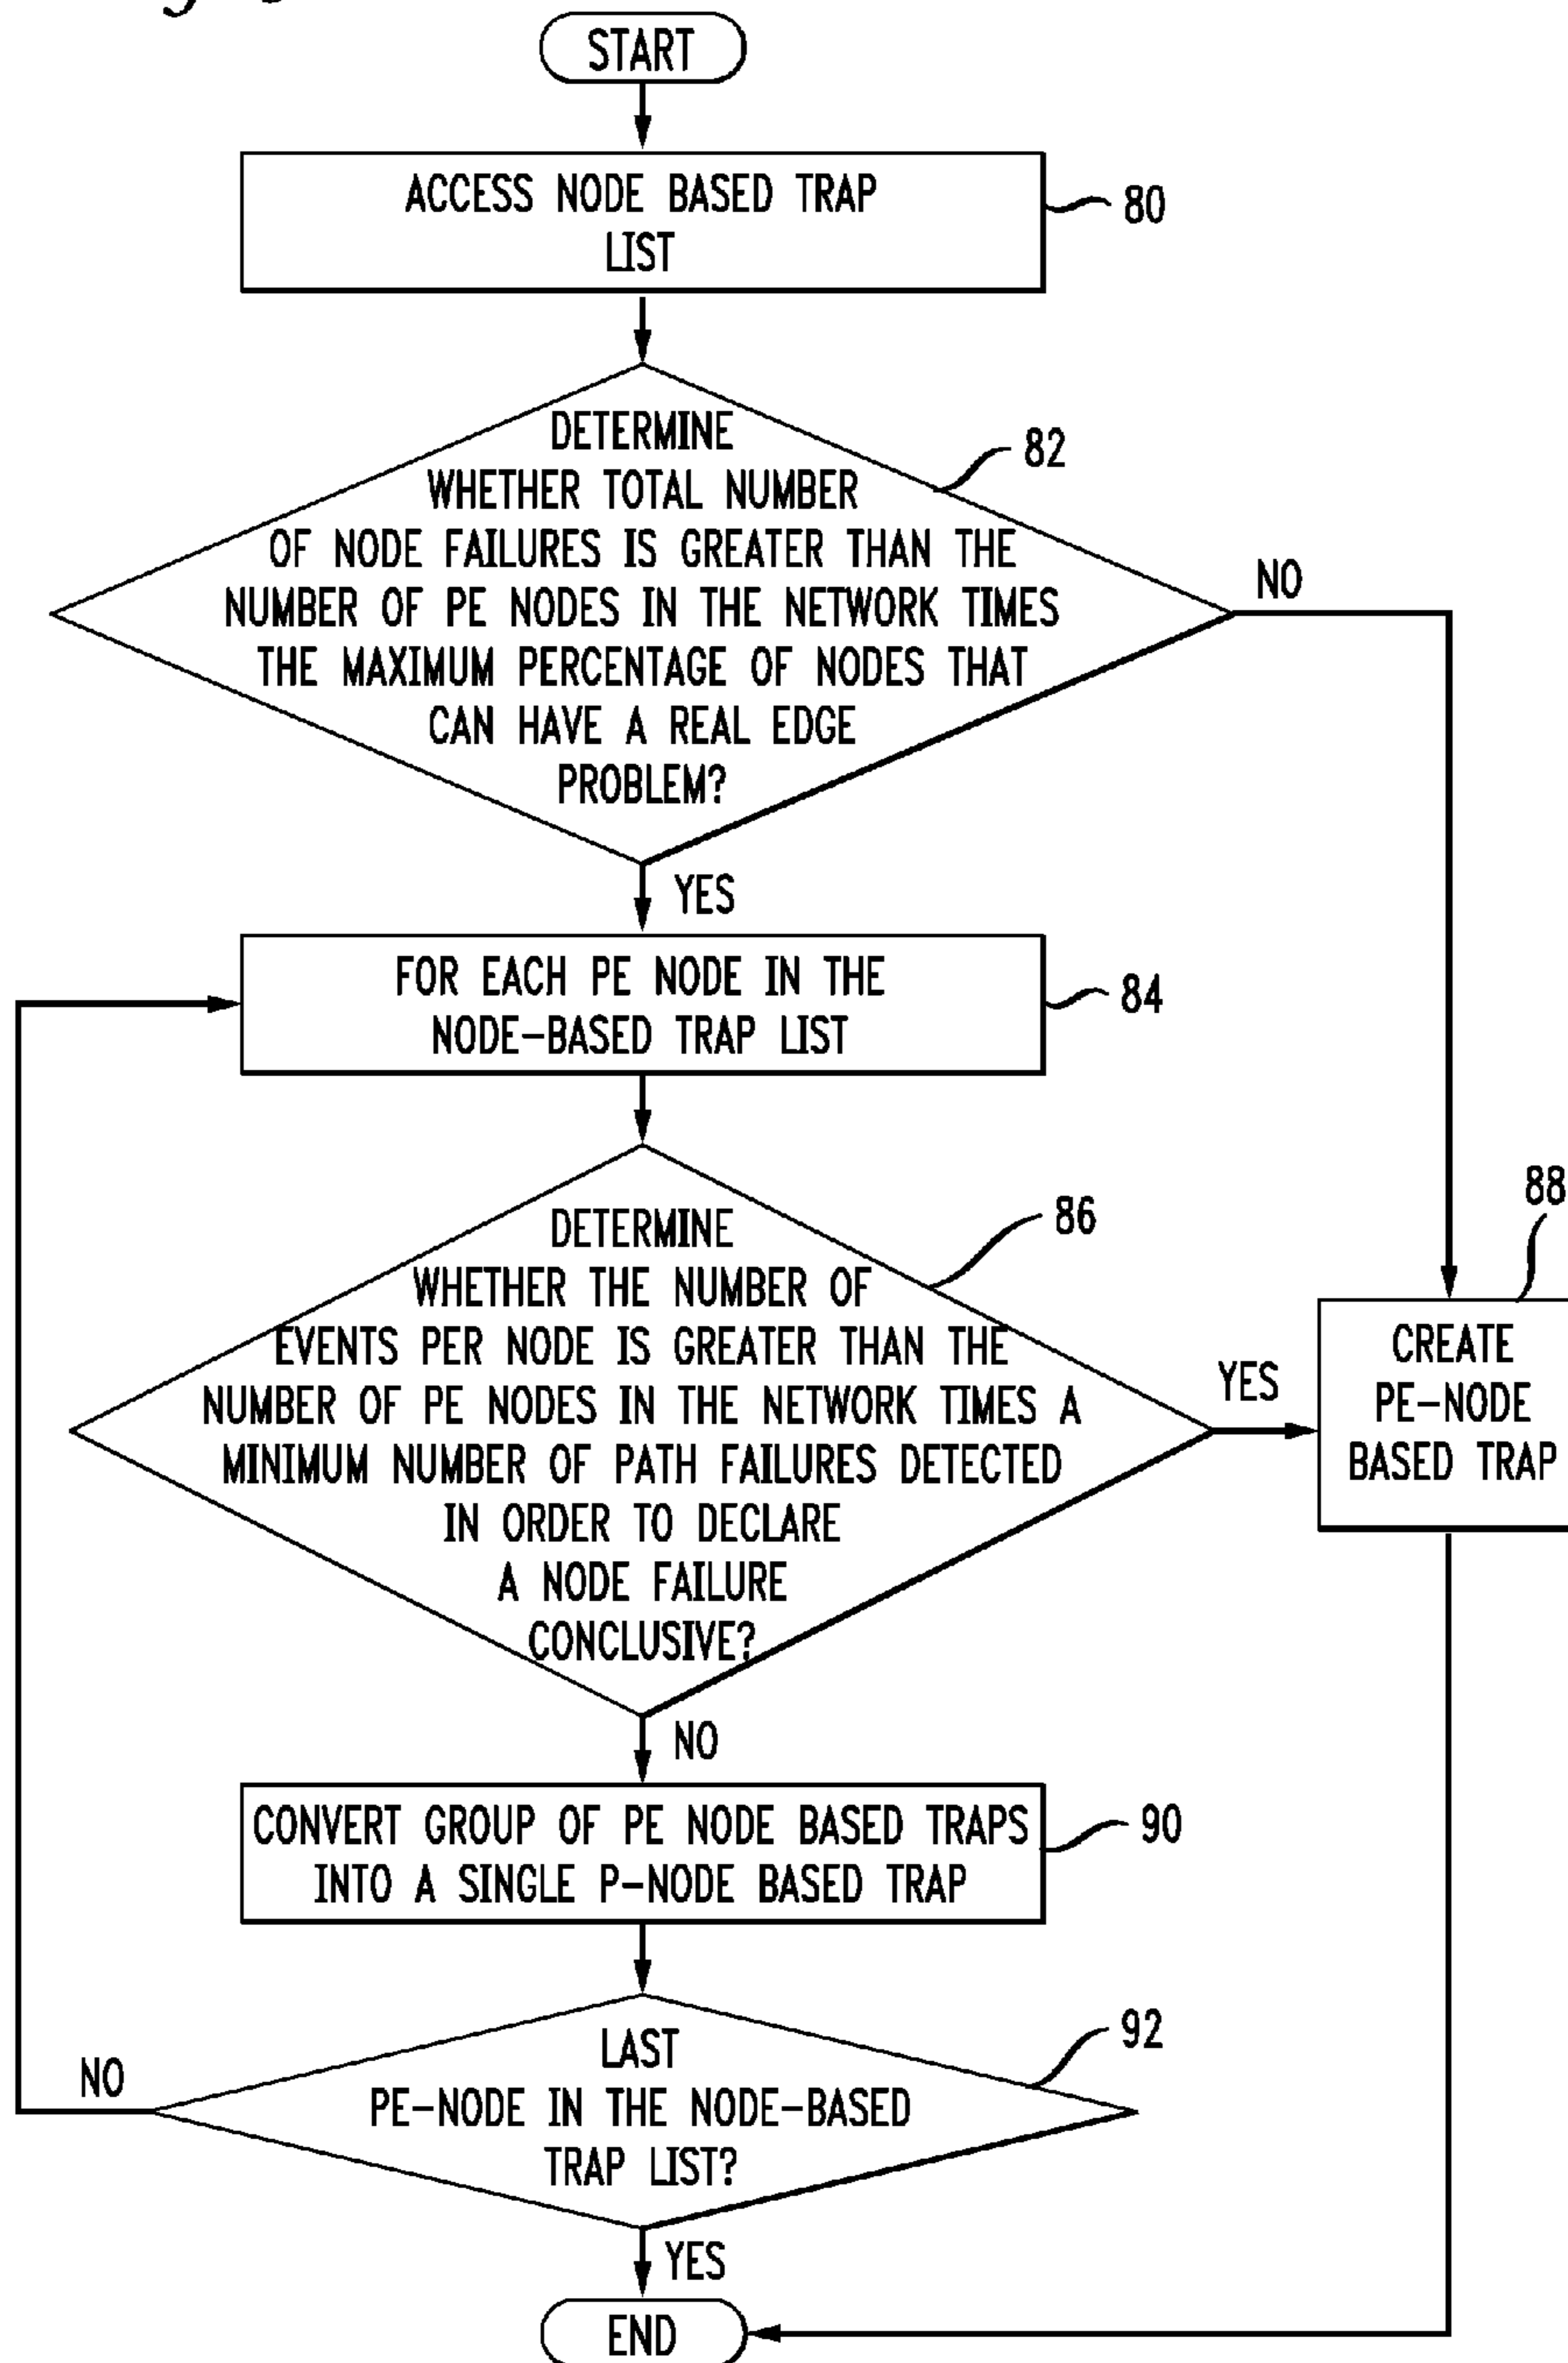 START
ACCESS NODE BASED TRAP
LIST
80
DETERMINE
WHETHER TOTAL NUMBER
OF NODE FAILURES IS GREATER THAN THE
NUMBER OF PE NODES IN THE NETWORK TIMES
THE MAXIMUM PERCENTAGE OF NODES THAT
CAN HAVE A REAL EDGE
PROBLEM?
82
NO
YES
FOR EACH PE NODE IN THE
NODE-BASED TRAP LIST
84
DETERMINE
WHETHER THE NUMBER OF
EVENTS PER NODE IS GREATER THAN THE
NUMBER OF PE NODES IN THE NETWORK TIMES A
MINIMUM NUMBER OF PATH FAILURES DETECTED
IN ORDER TO DECLARE
A NODE FAILURE
CONCLUSIVE?
86
YES
88
CREATE
PE-NODE
BASED TRAP
NO
CONVERT GROUP OF PE NODE BASED TRAPS
INTO A SINGLE P-NODE BASED TRAP
90
LAST
PE-NODE IN THE NODE-BASED
TRAP LIST?
92
NO
YES
END